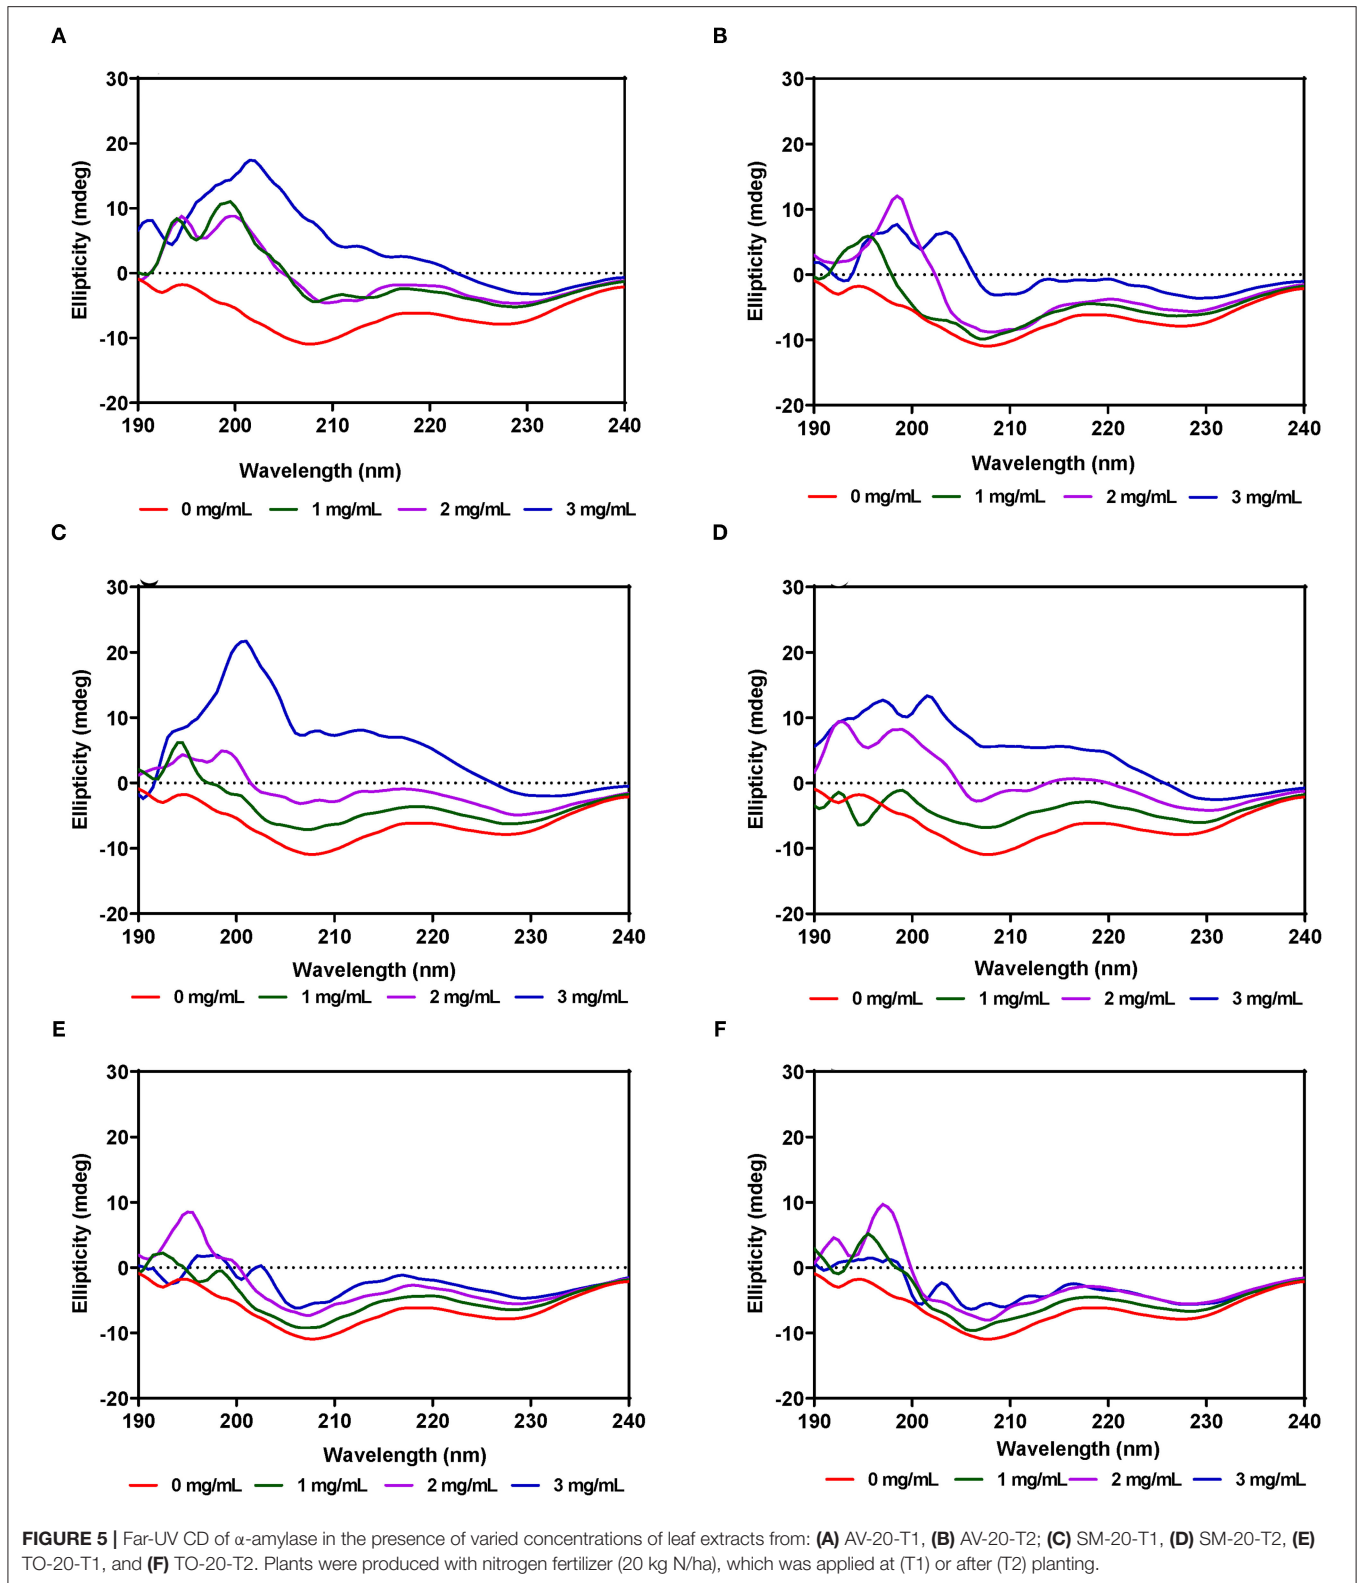 A
B
30
20
10
0
-10
-20
190 200 210 220 230 240
Ellipticity (mdeg)
Wavelength (nm)
0 mg/mL 1 mg/mL 2 mg/mL 3 mg/mL
30
20
10
0
-10
-20
190 200 210 220 230 240
Ellipticity (mdeg)
Wavelength (nm)
0 mg/mL 1 mg/mL 2 mg/mL 3 mg/mL
C
D
30
20
10
0
-10
-20
190 200 210 220 230 240
Ellipticity (mdeg)
Wavelength (nm)
0 mg/mL 1 mg/mL 2 mg/mL 3 mg/mL
30
20
10
0
-10
-20
190 200 210 220 230 240
Ellipticity (mdeg)
Wavelength (nm)
0 mg/mL 1 mg/mL 2 mg/mL 3 mg/mL
E
F
30
20
10
0
-10
-20
190 200 210 220 230 240
Ellipticity (mdeg)
Wavelength (nm)
0 mg/mL 1 mg/mL 2 mg/mL 3 mg/mL
30
20
10
0
-10
-20
190 200 210 220 230 240
Ellipticity (mdeg)
Wavelength (nm)
0 mg/mL 1 mg/mL 2 mg/mL 3 mg/mL
FIGURE 5 | Far-UV CD of α-amylase in the presence of varied concentrations of leaf extracts from: (A) AV-20-T1, (B) AV-20-T2; (C) SM-20-T1, (D) SM-20-T2, (E)
TO-20-T1, and (F) TO-20-T2. Plants were produced with nitrogen fertilizer (20 kg N/ha), which was applied at (T1) or after (T2) planting.